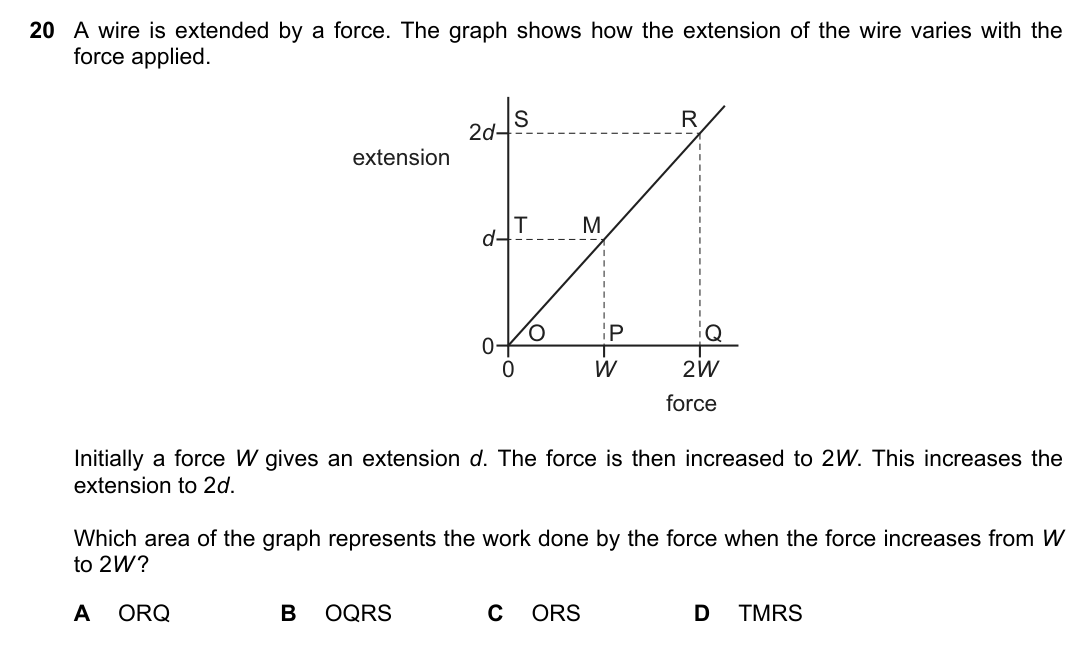 20 A wire is extended by a force. The graph shows how the extension of the wire varies with the
force applied.
S
R
2d
extension
T
M
d
O
P
Q
0
0
W
2W
force
Initially a force W gives an extension d. The force is then increased to 2W. This increases the
extension to 2d.
Which area of the graph represents the work done by the force when the force increases from W
to 2W?
A ORQ B OQRS C ORS D TMRS